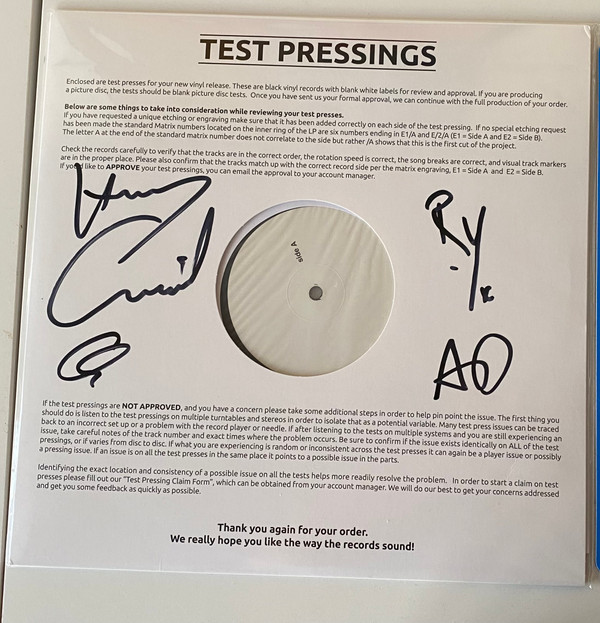 TEST PRESSINGS
Enclosed are test presses for your new vinyl release. These are black vinyl records with blank white labels for review and approval. If you are producing
a picture disc, the tests should be blank picture disc tests. Once you have sent us your formal approval, we can continue with the full production of your order.
Below are some things to take into consideration while reviewing your test presses.
If you have requested a unique etching or engraving make sure that it has been added correctly on each side of the test pressing. If no special etching request
has been made the standard Matrix numbers located on the inner ring of the LP are six numbers ending in E1/A and E/2/A (E1 = Side A and E2 = Side B).
The letter A at the end of the standard matrix number does not correlate to the side but rather /A shows that this is the first cut of the project.
Check the records carefully to verify that the tracks are in the correct order, the rotation speed is correct, the song breaks are correct, and visual track markers
are in the proper place. Please also confirm that the tracks match up with the correct record side per the matrix engraving, E1 = Side A and E2 = Side B.
If you'd like to APPROVE your test pressings, you can email the approval to your account manager.
side A
If the test pressings are NOT APPROVED, and you have a concern please take some additional steps in order to help pin point the issue. The first thing you
should do is listen to the test pressings on multiple turntables and stereos in order to isolate that as a potential variable. Many test press issues can be traced
back to an incorrect set up or a problem with the record player or needle. If after listening to the tests on multiple systems and you are still experiencing an
issue, take careful notes of the track number and exact times where the problem occurs. Be sure to confirm if the issue exists identically on ALL of the test
pressings, or if varies from disc to disc. If what you are experiencing is random or inconsistent across the test presses it can again be a player issue or possibly
a pressing issue. If an issue is on all test presses in the same place it points to a possible issue in the parts.
Identifying the exact location and consistency of a possible issue on all the tests helps more readily resolve the problem. In order to start a claim on test
presses please fill out our "Test Pressing Claim Form", which can be obtained from your account manager. We will do our best to get your concerns addressed
and get you some feedback as quickly as possible.
Thank you again for your order.
We really hope you like the way the records sound!